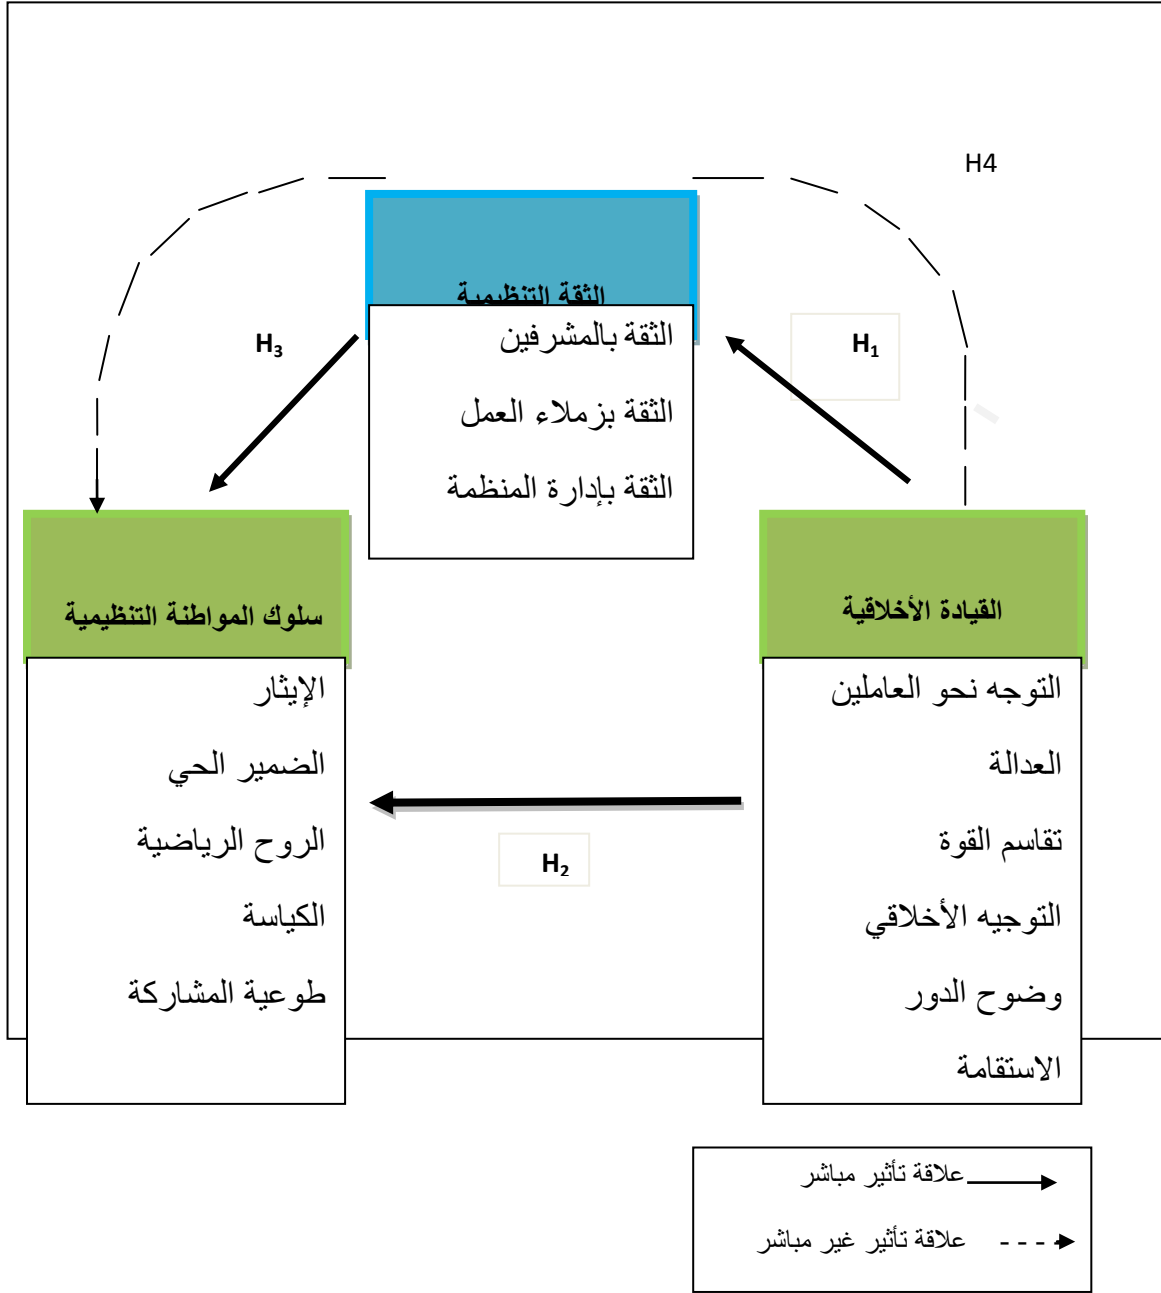 H4
الثقة التنظيمية
الثقة بالمشرفين
الثقة بزملاء العمل
الثقة بإدارة المنظمة
H₁
H₃
القيادة الأخلاقية
التوجه نحو العاملين
العدالة
تقاسم القوة
التوجيه الأخلاقي
وضوح الدور
الاستقامة
H₂
سلوك المواطنة التنظيمية
الإيثار
الضمير الحي
الروح الرياضية
الكياسة
طوعية المشاركة
علاقة تأثير مباشر
علاقة تأثير غير مباشر